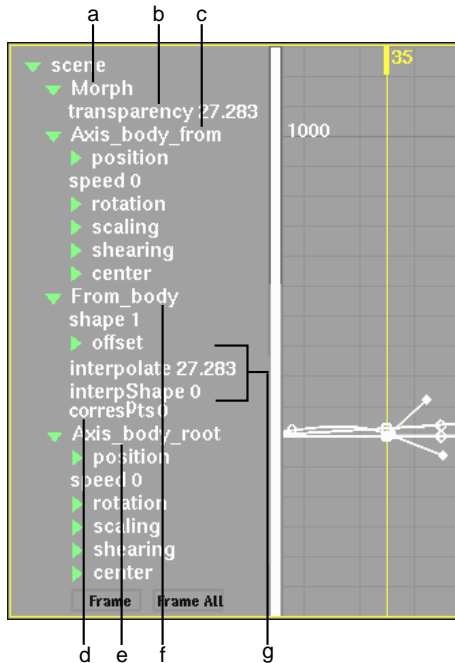 a b c
35
scene
Morph
transparency 27.283
Axis_body_from
1000
position
speed 0
rotation
scaling
shearing
center
From_body
shape 1
offset
interpolate 27.283
interpShape 0
correspPts 0
Axis_body_root
position
speed 0
rotation
scaling
shearing
center
Frame Frame All
d e f g